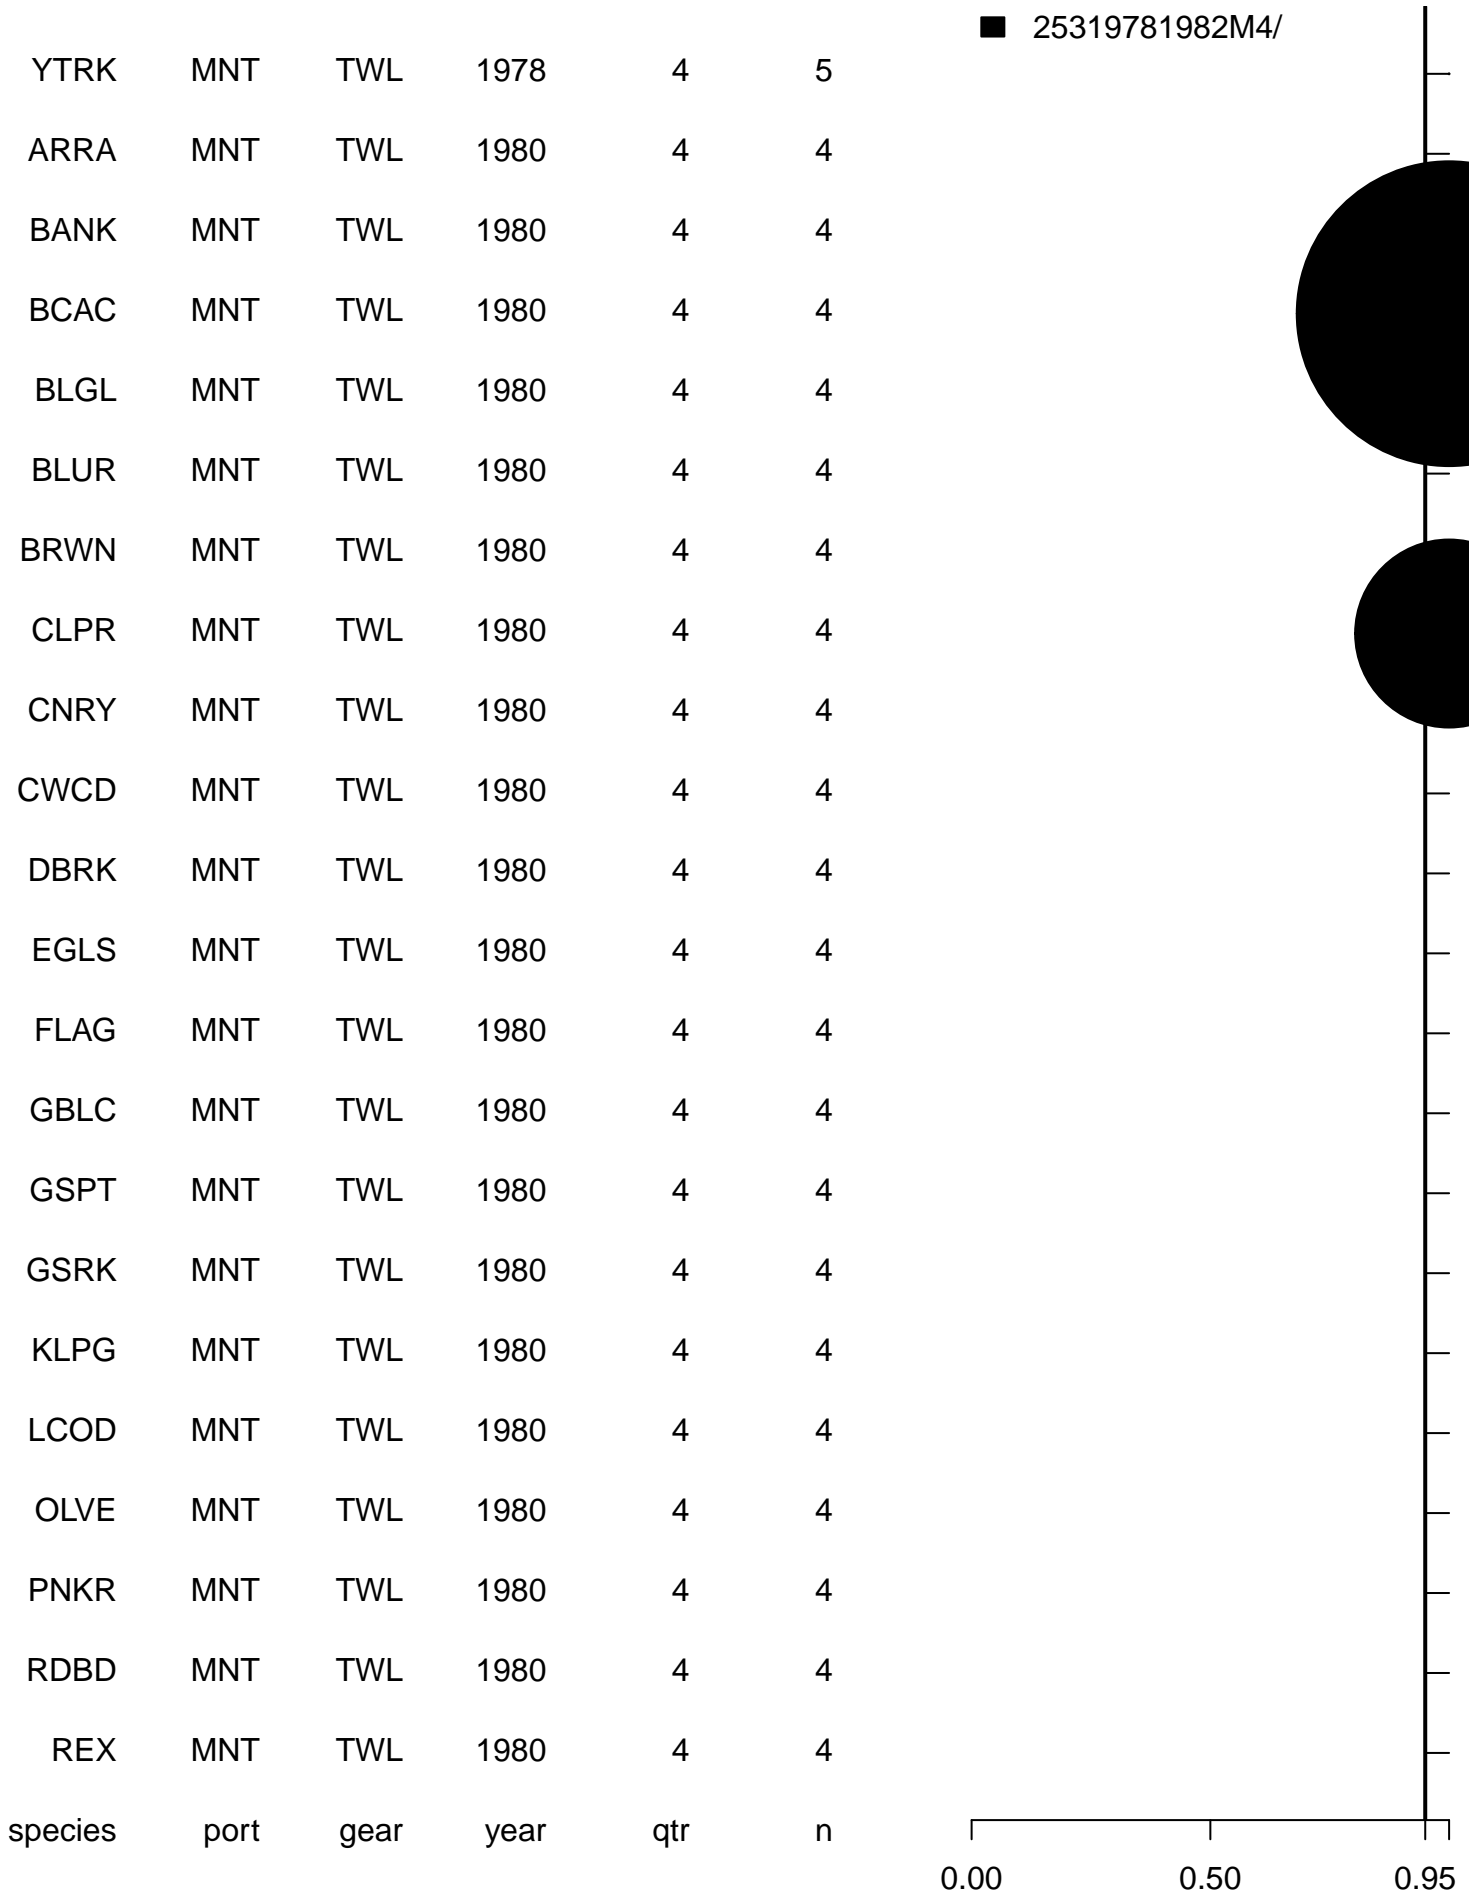 25319781982M4/
YTRK MNT TWL 1978 4 5
ARRA MNT TWL 1980 4 4
BANK MNT TWL 1980 4 4
BCAC MNT TWL 1980 4 4
BLGL MNT TWL 1980 4 4
BLUR MNT TWL 1980 4 4
BRWN MNT TWL 1980 4 4
CLPR MNT TWL 1980 4 4
CNRY MNT TWL 1980 4 4
CWCD MNT TWL 1980 4 4
DBRK MNT TWL 1980 4 4
EGLS MNT TWL 1980 4 4
FLAG MNT TWL 1980 4 4
GBLC MNT TWL 1980 4 4
GSPT MNT TWL 1980 4 4
GSRK MNT TWL 1980 4 4
KLPG MNT TWL 1980 4 4
LCOD MNT TWL 1980 4 4
OLVE MNT TWL 1980 4 4
PNKR MNT TWL 1980 4 4
RDBD MNT TWL 1980 4 4
REX MNT TWL 1980 4 4
species port gear year qtr n
0.00 0.50 0.95